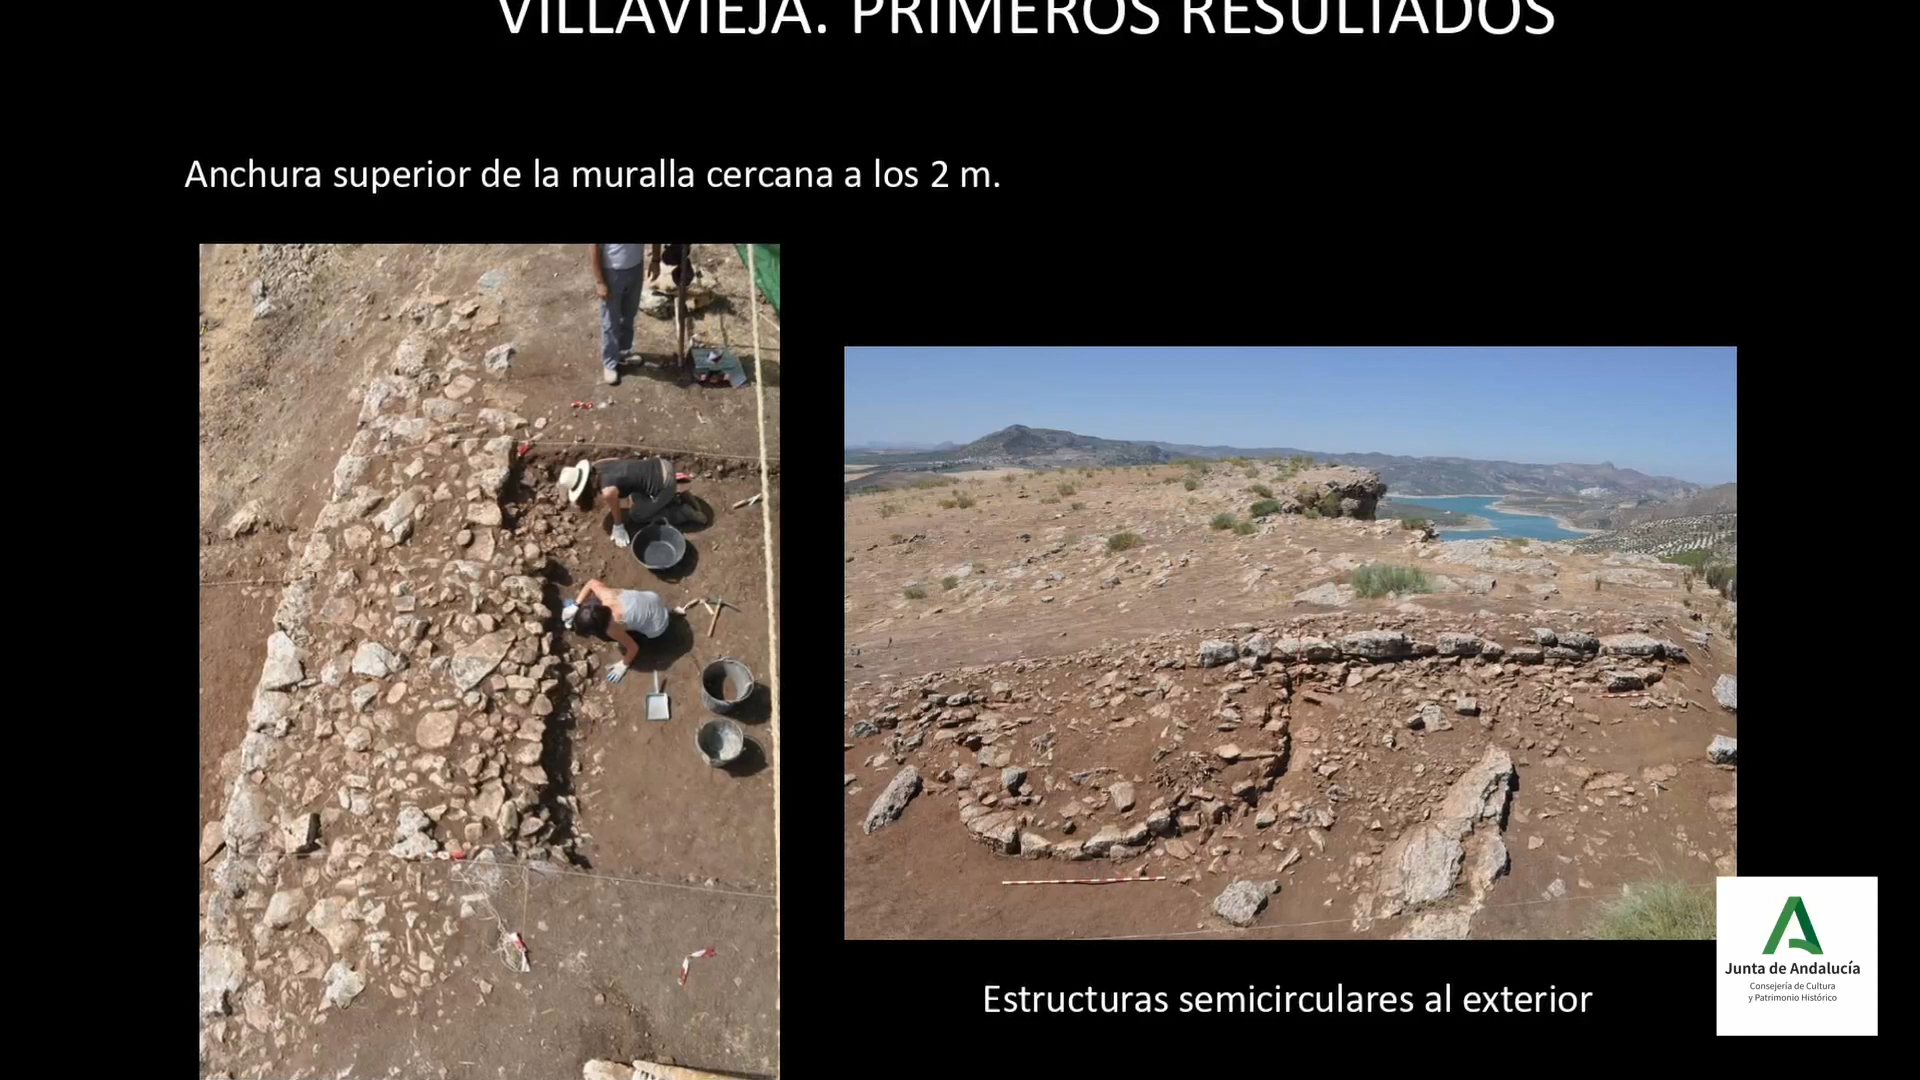 VILLAVIEJA. PRIMEROS RESULTADOS
Anchura superior de la muralla cercana a los 2 m.
Estructuras semicirculares al exterior
Junta de Andalucía
Consejería de Cultura
y Patrimonio Histórico